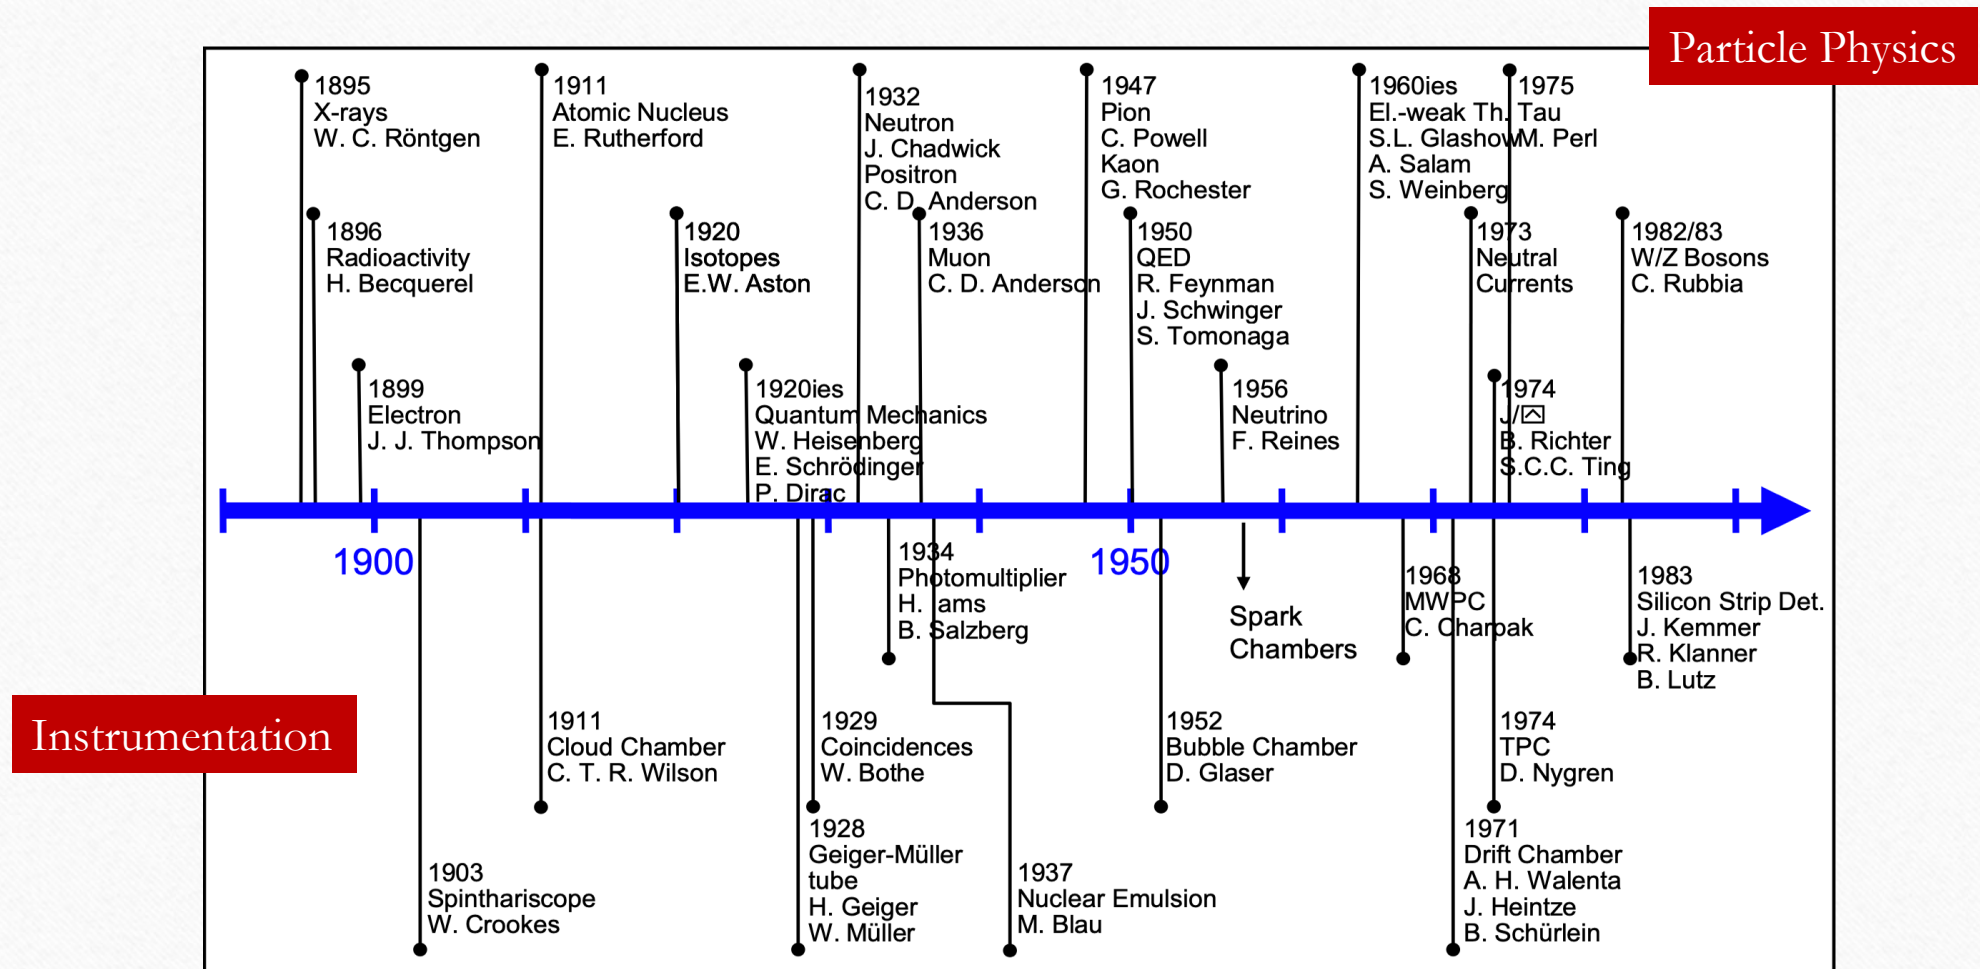 Particle Physics
1895
X-rays
W. C. Röntgen
1911
Atomic Nucleus
E. Rutherford
1932
Neutron
J. Chadwick
Positron
C. D. Anderson
1947
Pion
C. Powell
Kaon
G. Rochester
1960ies
El.-weak Th.
S.L. Glashow
A. Salam
S. Weinberg
1975
Tau
M. Perl
1896
Radioactivity
H. Becquerel
1920
Isotopes
E.W. Aston
1936
Muon
C. D. Anderson
1950
QED
R. Feynman
J. Schwinger
S. Tomonaga
1973
Neutral
Currents
1982/83
W/Z Bosons
C. Rubbia
1899
Electron
J. J. Thompson
1920ies
Quantum Mechanics
W. Heisenberg
E. Schrödinger
P. Dirac
1956
Neutrino
F. Reines
1974
J/
B. Richter
S.C.C. Ting
1900
1950
1934
Photomultiplier
H. ams
B. Salzberg
Spark
Chambers
1968
MWPC
C. Charpak
1983
Silicon Strip Det.
J. Kemmer
R. Klanner
B. Lutz
Instrumentation
1911
Cloud Chamber
C. T. R. Wilson
1929
Coincidences
W. Bothe
1952
Bubble Chamber
D. Glaser
1974
TPC
D. Nygren
1903
Spinthariscope
W. Crookes
1928
Geiger-Müller
tube
H. Geiger
W. Müller
1937
Nuclear Emulsion
M. Blau
1971
Drift Chamber
A. H. Walenta
J. Heintze
B. Schürlein